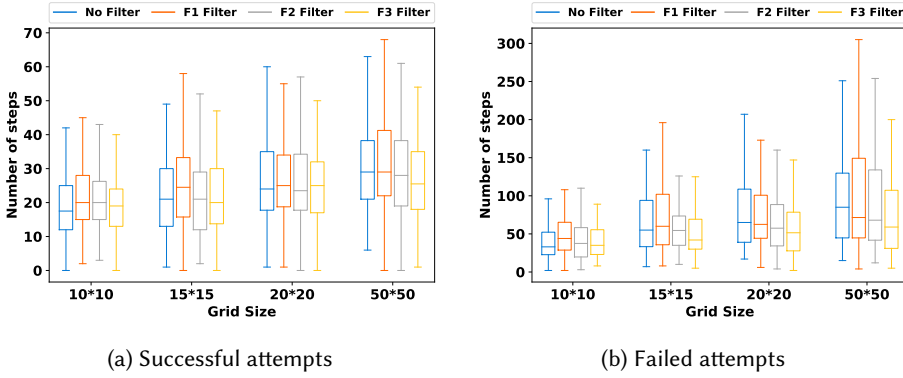 No Filter F1 Filter F2 Filter F3 Filter
70
60
50
40
30
20
10
0
Number of steps
10*10 15*15 20*20 50*50
Grid Size
(a) Successful attempts
No Filter F1 Filter F2 Filter F3 Filter
300
250
200
150
100
50
0
Number of steps
10*10 15*15 20*20 50*50
Grid Size
(b) Failed attempts